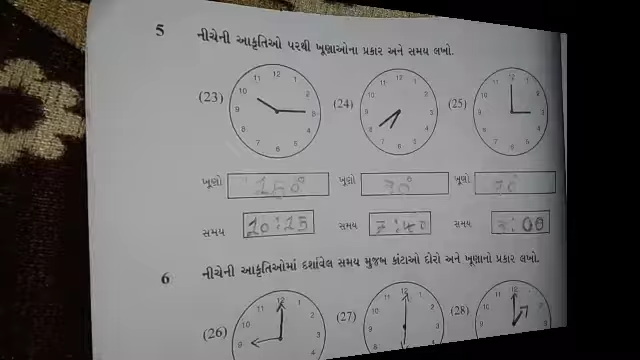 5 નીચેની આકૃતિઓ પરથી ખૂણાઓના પ્રકાર અને સમય લખો.
(23) (24) (25)
ખૂણો 150° ખૂણો 30° ખૂણો 90
સમય 10:15 સમય 7:40 સમય 3:00
6 નીચેની આકૃતિઓમાં દર્શાવેલ સમય મુજબ કાંટાઓ દોરો અને ખૂણાનો પ્રકાર લખો.
(26) (27) (28)